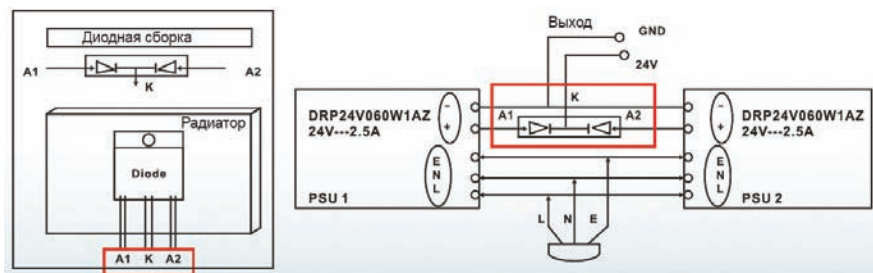 Диодная сборка
A1
A2
K
Радиатор
Diode
A1 K A2
Выход
GND
24V
DRP24V060W1AZ
24V---2.5A
-
+
E
N
L
PSU 1
K
A1
A2
L N E
DRP24V060W1AZ
24V---2.5A
-
+
E
N
L
PSU 2